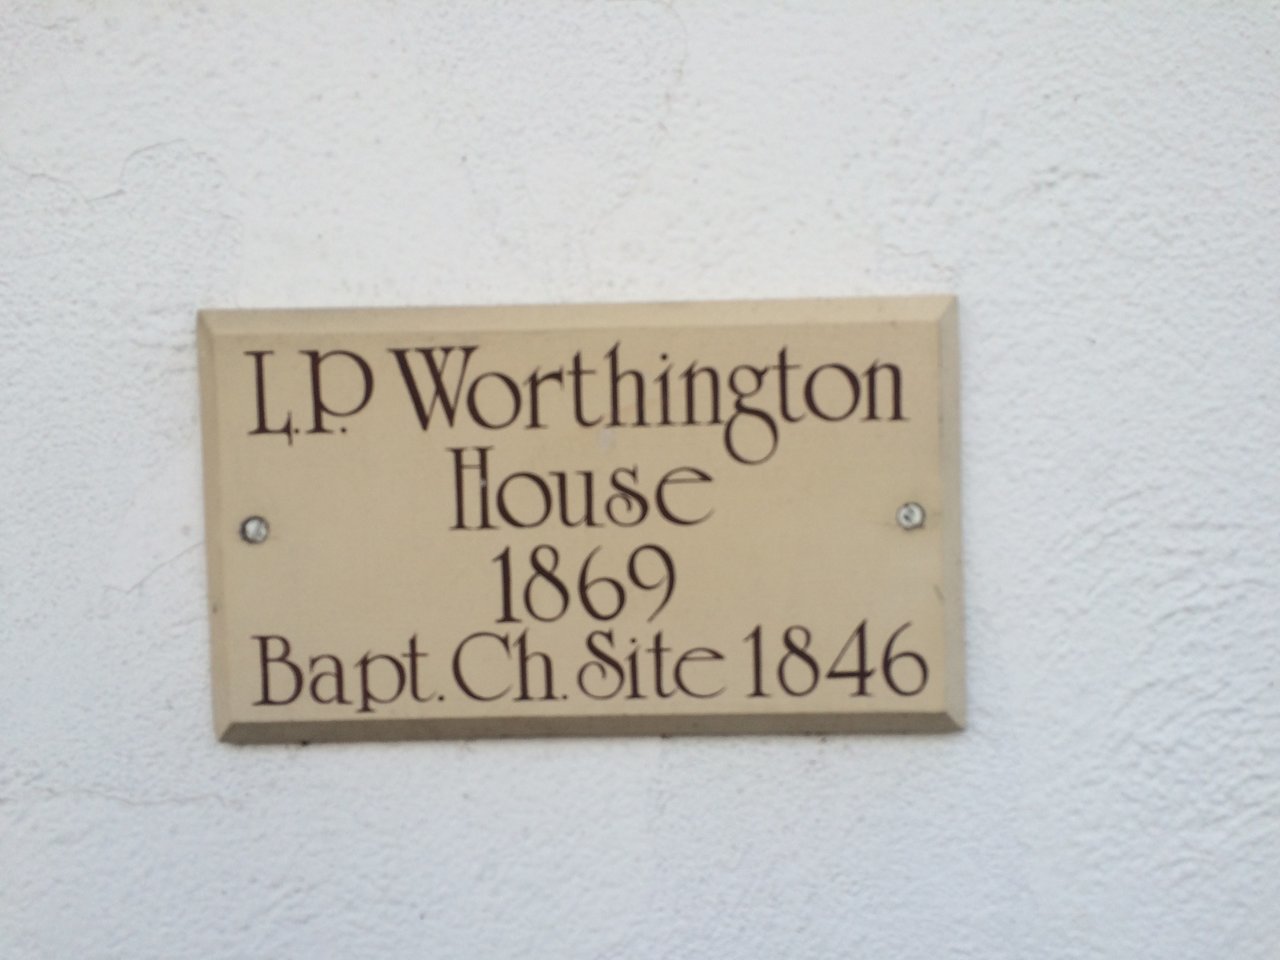 L.P. Worthington
House
1869
Bapt. Ch. Site 1846